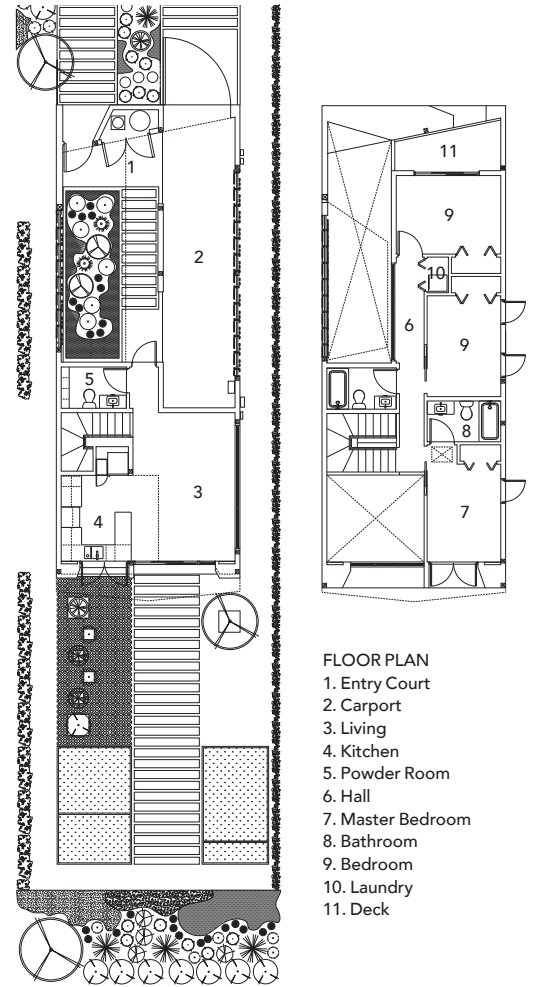 1
2
5
3
4
11
9
10
6
9
8
7
FLOOR PLAN
1. Entry Court
2. Carport
3. Living
4. Kitchen
5. Powder Room
6. Hall
7. Master Bedroom
8. Bathroom
9. Bedroom
10. Laundry
11. Deck